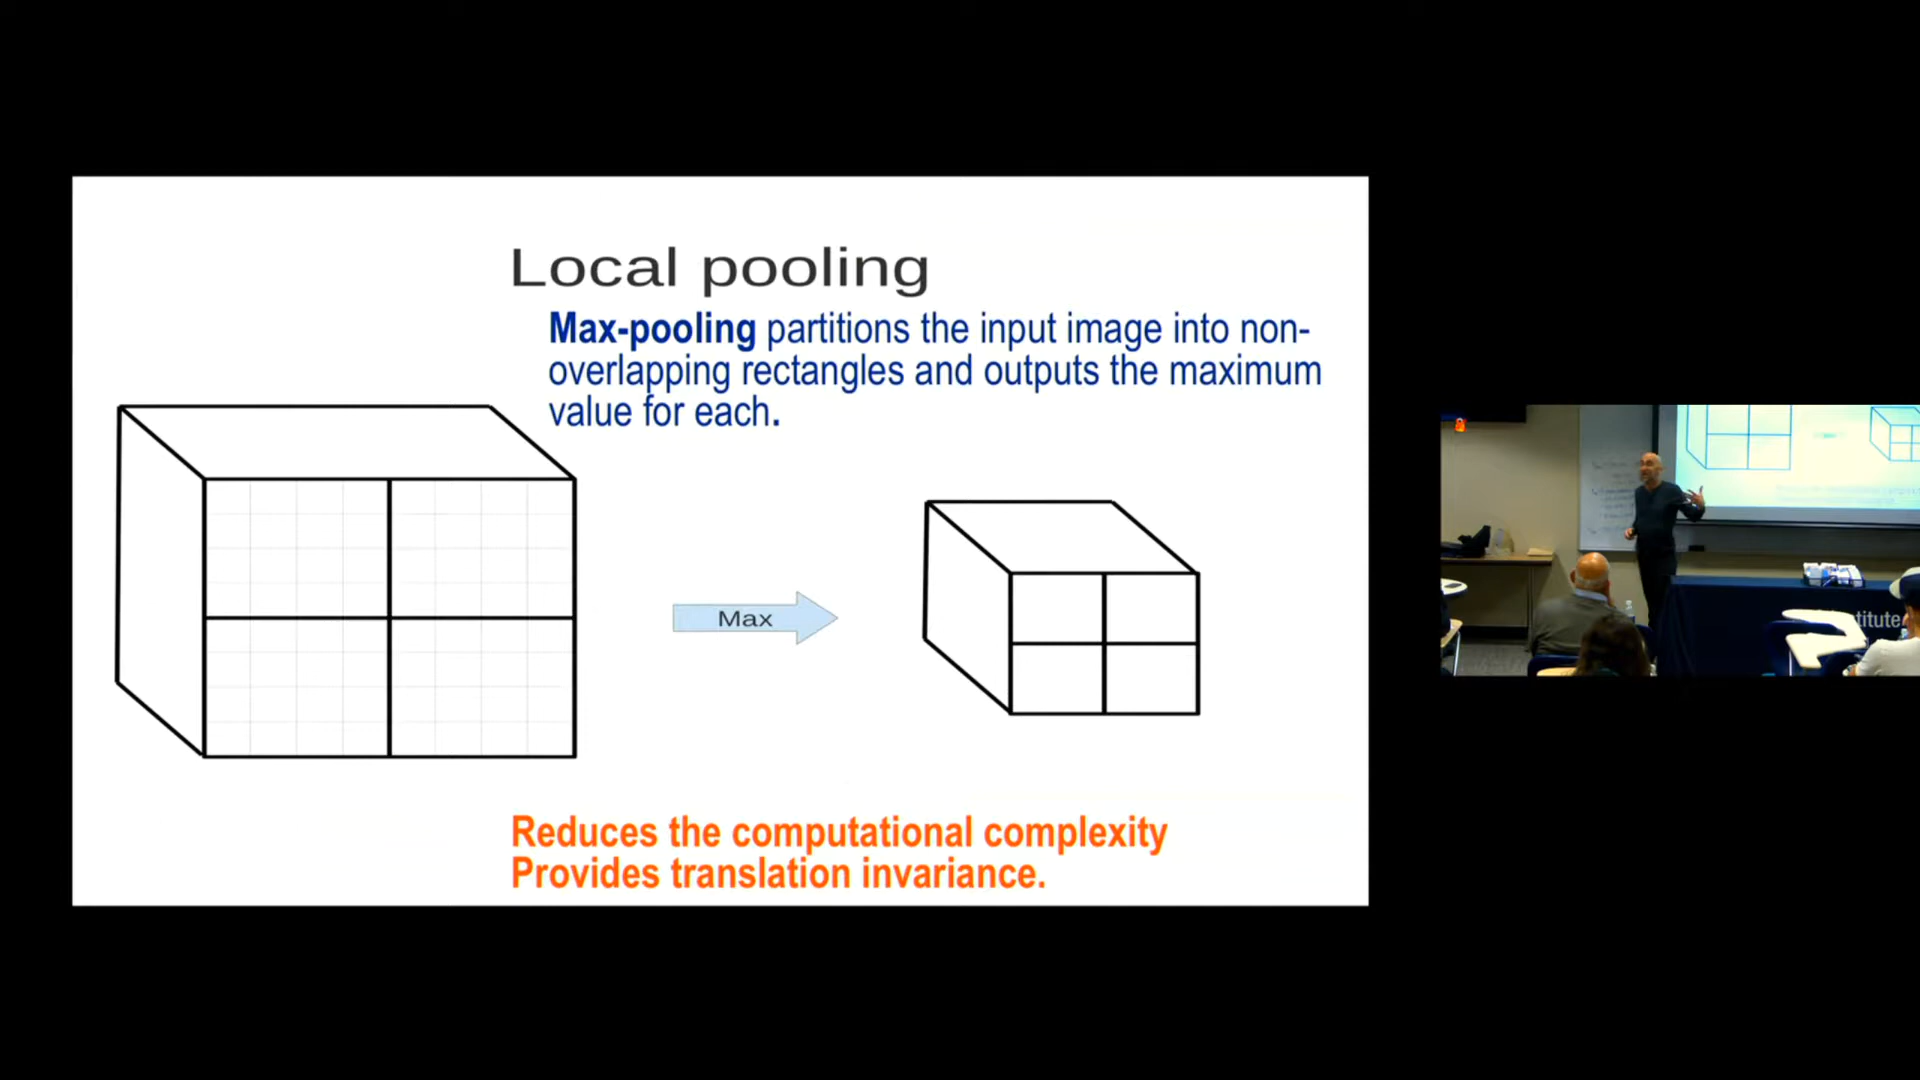 Local pooling
Max-pooling partitions the input image into non-
overlapping rectangles and outputs the maximum
value for each.
Max
Reduces the computational complexity
Provides translation invariance.